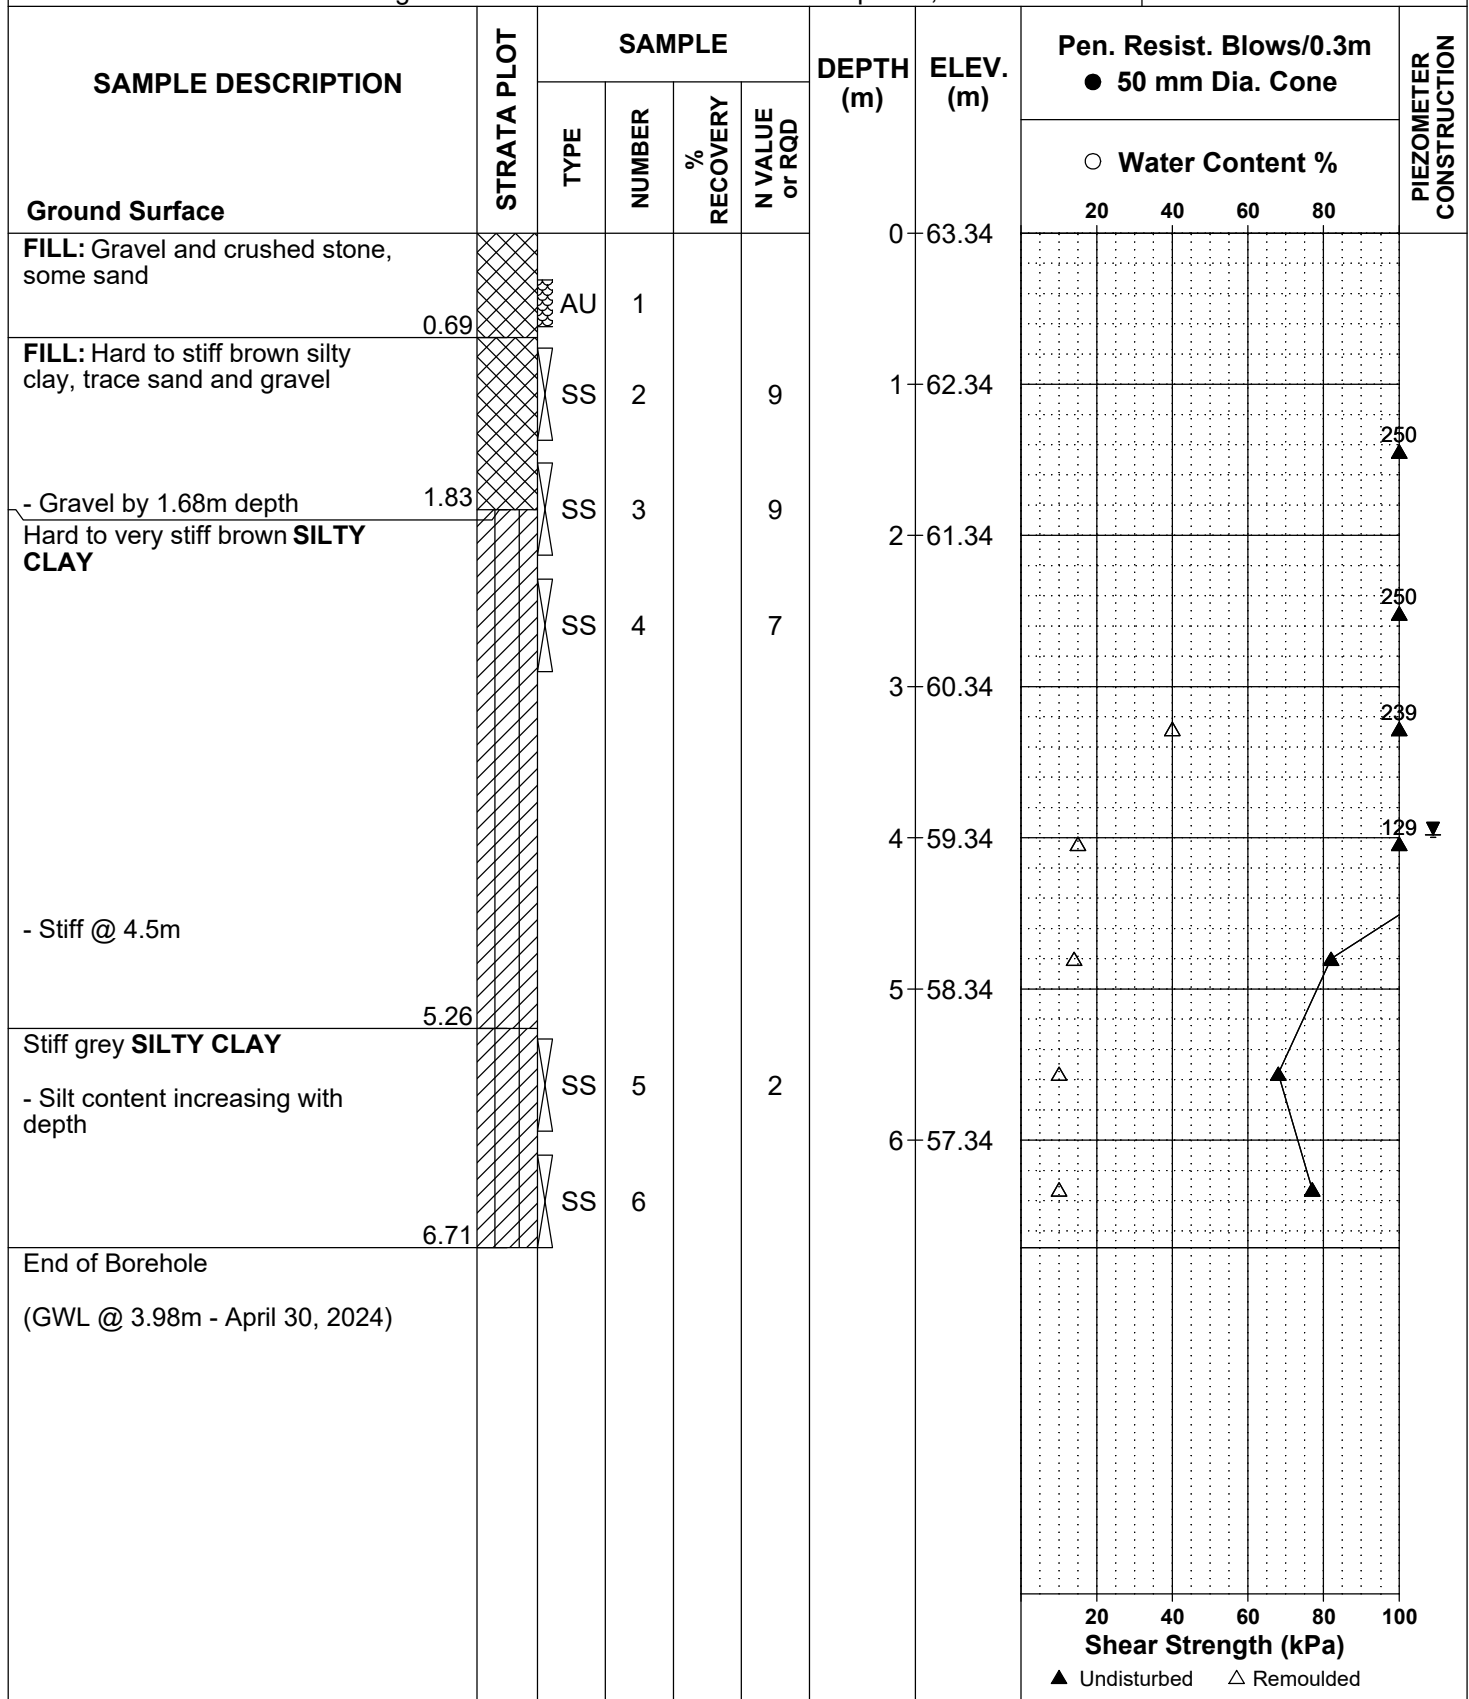 SAMPLE DESCRIPTION
STRATA PLOT
SAMPLE
TYPE
NUMBER
%
RECOVERY
N VALUE
or RQD
DEPTH
(m)
ELEV.
(m)
Pen. Resist. Blows/0.3m
● 50 mm Dia. Cone
○ Water Content %
20 40 60 80
PIEZOMETER
CONSTRUCTION
Ground Surface
0 63.34
FILL: Gravel and crushed stone,
some sand
0.69
AU 1
FILL: Hard to stiff brown silty
clay, trace sand and gravel
SS 2 9
1 62.34
250
- Gravel by 1.68m depth 1.83
SS 3 9
Hard to very stiff brown SILTY
CLAY
2 61.34
250
SS 4 7
3 60.34
239
129
4 59.34
- Stiff @ 4.5m
5 58.34
5.26
Stiff grey SILTY CLAY
- Silt content increasing with
depth
SS 5 2
6 57.34
SS 6
6.71
End of Borehole
(GWL @ 3.98m - April 30, 2024)
20 40 60 80 100
Shear Strength (kPa)
▲ Undisturbed △ Remoulded